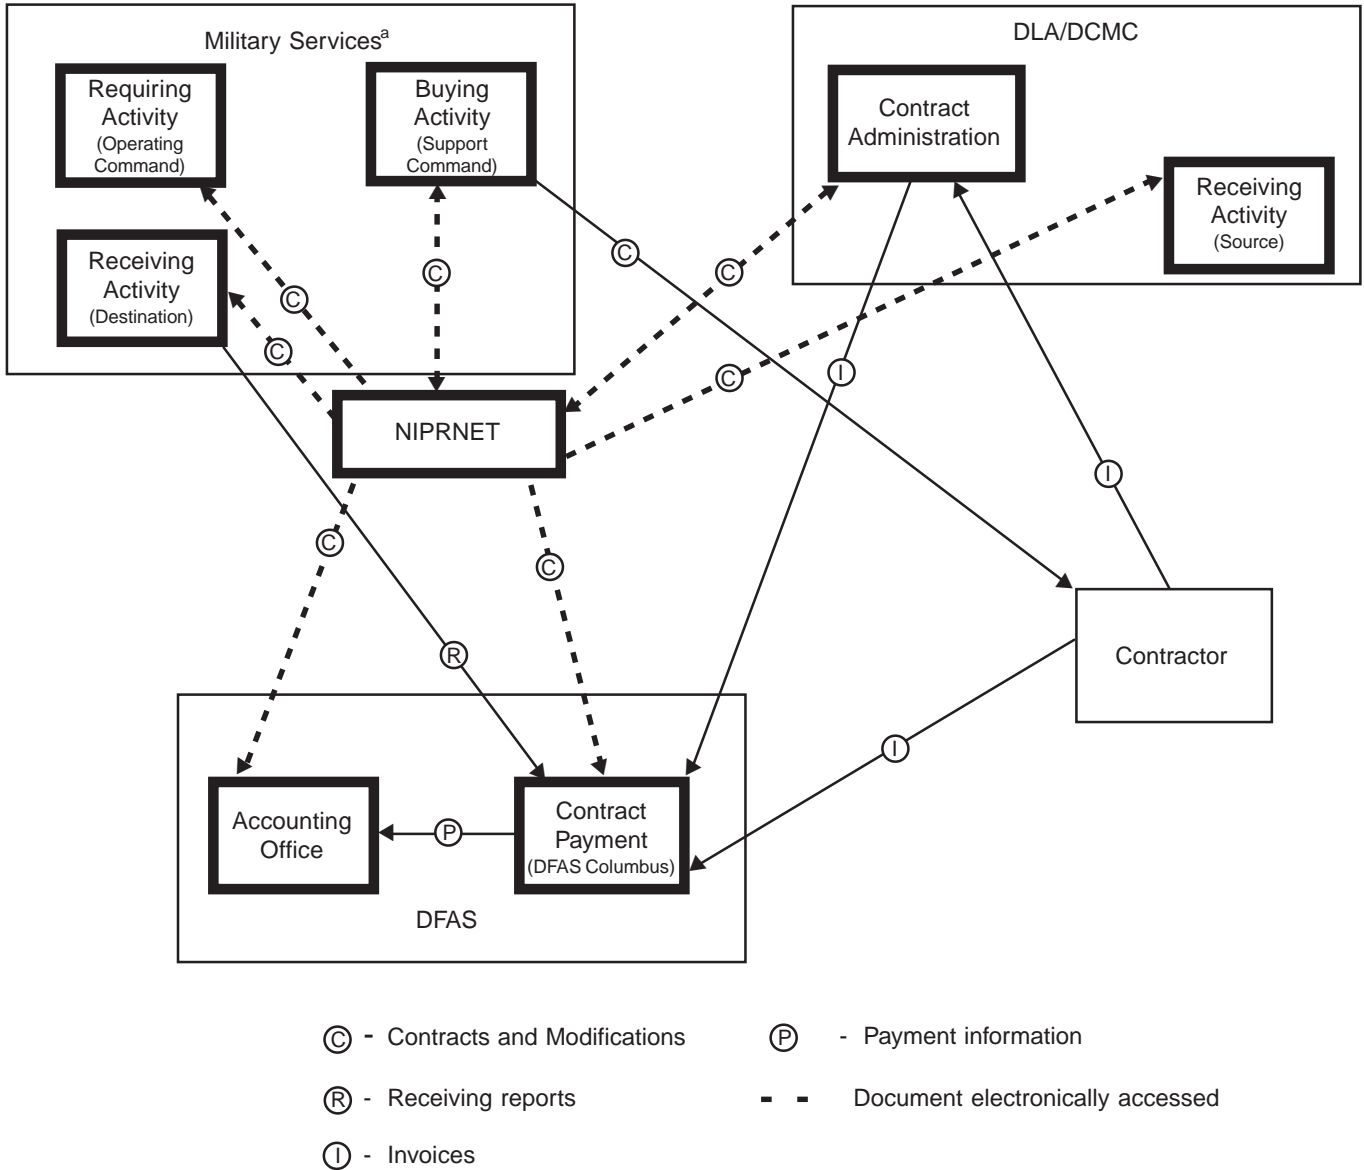 Military Servicesa
Requiring
Activity
(Operating
Command)
Buying
Activity
(Support
Command)
Receiving
Activity
(Destination)
DLA/DCMC
Contract
Administration
Receiving
Activity
(Source)
C
C
C
C
C
C
I
NIPRNET
I
C
C
R
Contractor
I
Accounting
Office
P
Contract
Payment
(DFAS Columbus)
DFAS
C - Contracts and Modifications
P - Payment information
R - Receiving reports
- - Document electronically accessed
I - Invoices